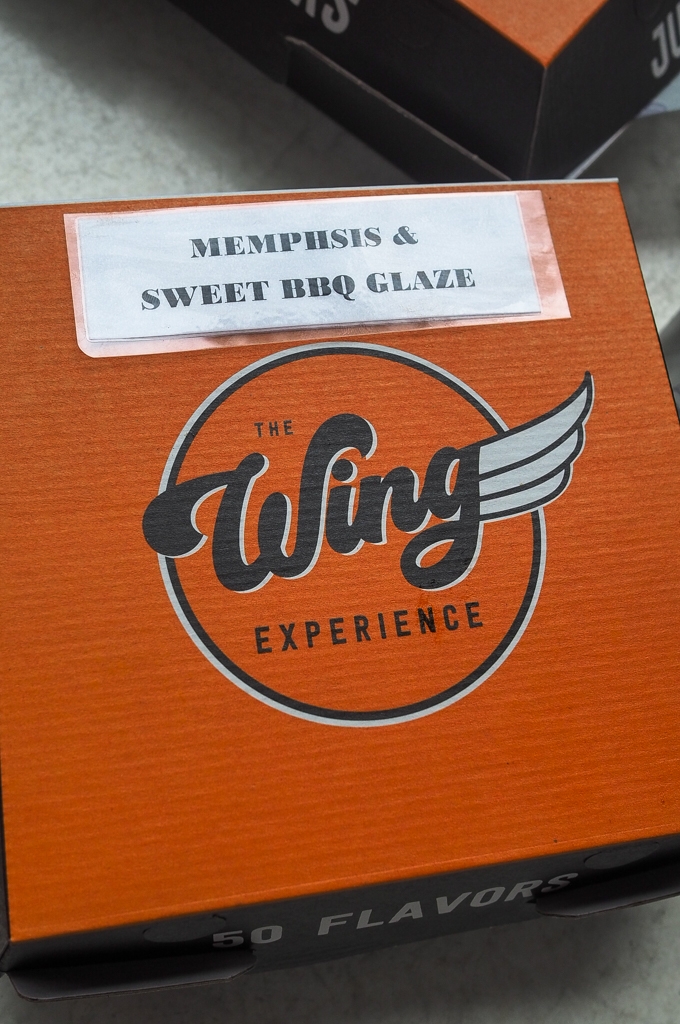 MEMPHSIS &
SWEET BBQ GLAZE
THE
Wing
EXPERIENCE
50 FLAVORS